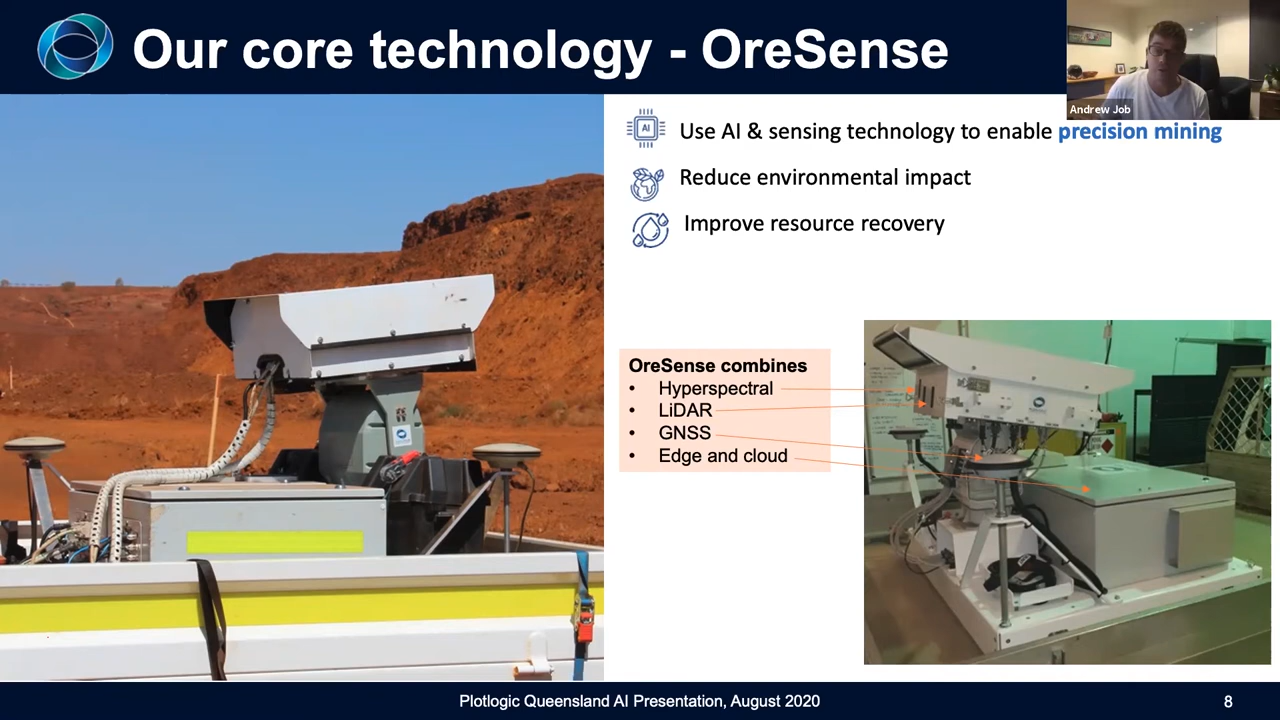 Our core technology - OreSense
Andrew Job
AI
Use AI & sensing technology to enable precision mining
Reduce environmental impact
Improve resource recovery
OreSense combines
• Hyperspectral
• LiDAR
• GNSS
• Edge and cloud
Plotlogic Queensland AI Presentation, August 2020
8